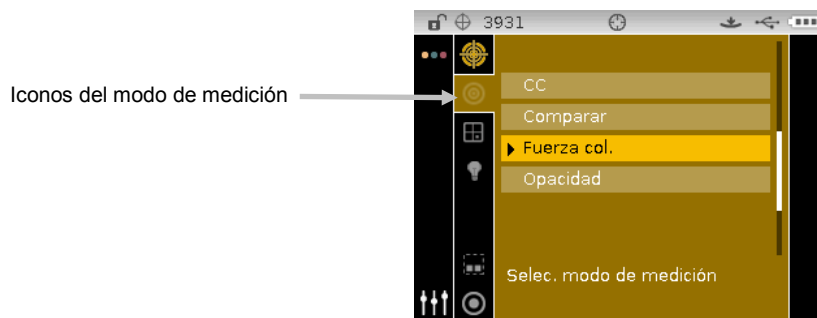 3931
Iconos del modo de medición
CC
Comparar
Fuerza col.
Opacidad
Selec. modo de medición